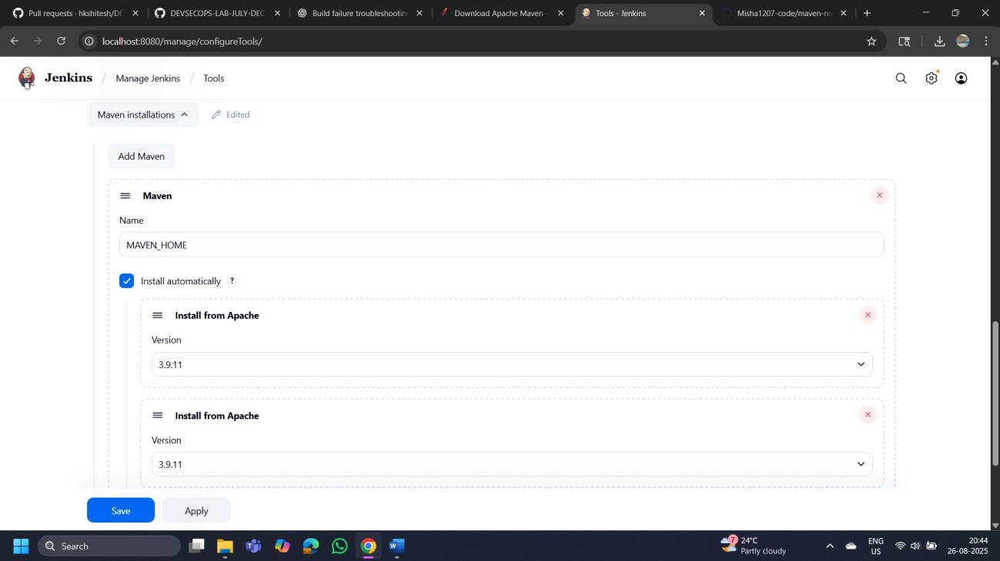 Pull requests · hkshitesh/DE
DEVSECOPS-LAB-JULY-DEC
Build failure troubleshooting
Download Apache Maven –
Tools - Jenkins
Misha1207-code/maven-rep
localhost:8080/manage/configureTools/
Jenkins / Manage Jenkins / Tools
Maven installations
Edited
Add Maven
Maven
Name
MAVEN_HOME
Install automatically ?
Install from Apache
Version
3.9.11
Install from Apache
Version
3.9.11
Save
Apply
Search
7
24°C
Partly cloudy
ENG
US
20:44
26-08-2025